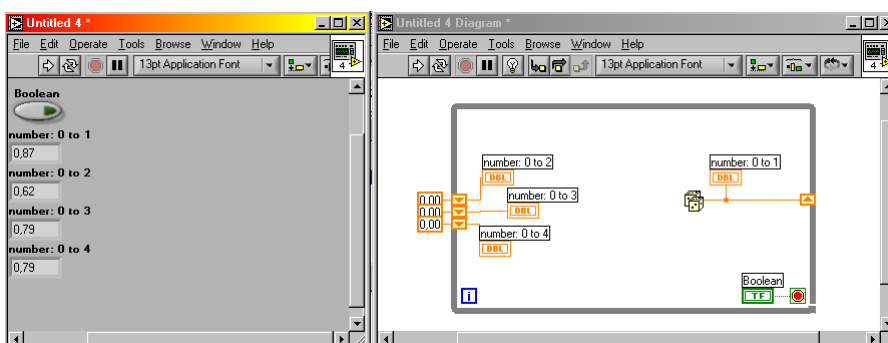 Untitled 4 *
File Edit Operate Tools Browse Window Help
13pt Application Font
4
Boolean
number: 0 to 1
0,87
number: 0 to 2
0,62
number: 0 to 3
0,79
number: 0 to 4
0,79
Untitled 4 Diagram *
File Edit Operate Tools Browse Window Help
13pt Application Font
4
number: 0 to 2
DBL
number: 0 to 1
DBL
number: 0 to 3
DBL
0,00
0,00
0,00
number: 0 to 4
DBL
Boolean
TF
i